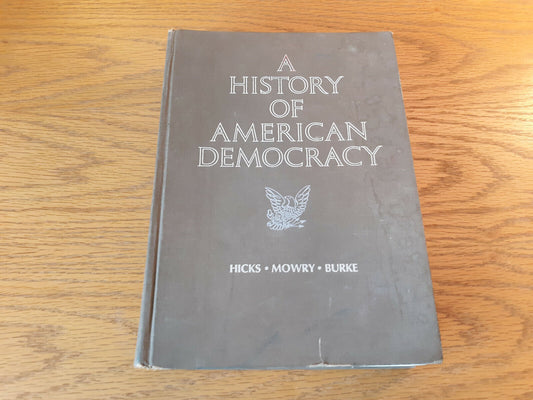 A
HISTORY
OF
AMERICAN
DEMOCRACY
HICKS • MOWRY • BURKE